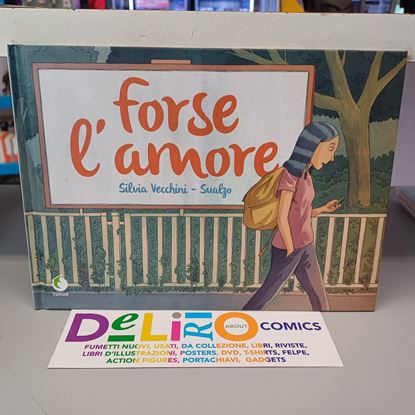 forse
l'amore
Silvia Vecchini - Sualzo
tunué
DeLiRiO ABOUT COMICS
FUMETTI NUOVI, USATI, DA COLLEZIONE, LIBRI, RIVISTE,
LIBRI D'ILLUSTRAZIONI, POSTERS, DVD, T-SHIRTS, FELPE,
ACTION FIGURES, PORTACHIAVI, GADGETS